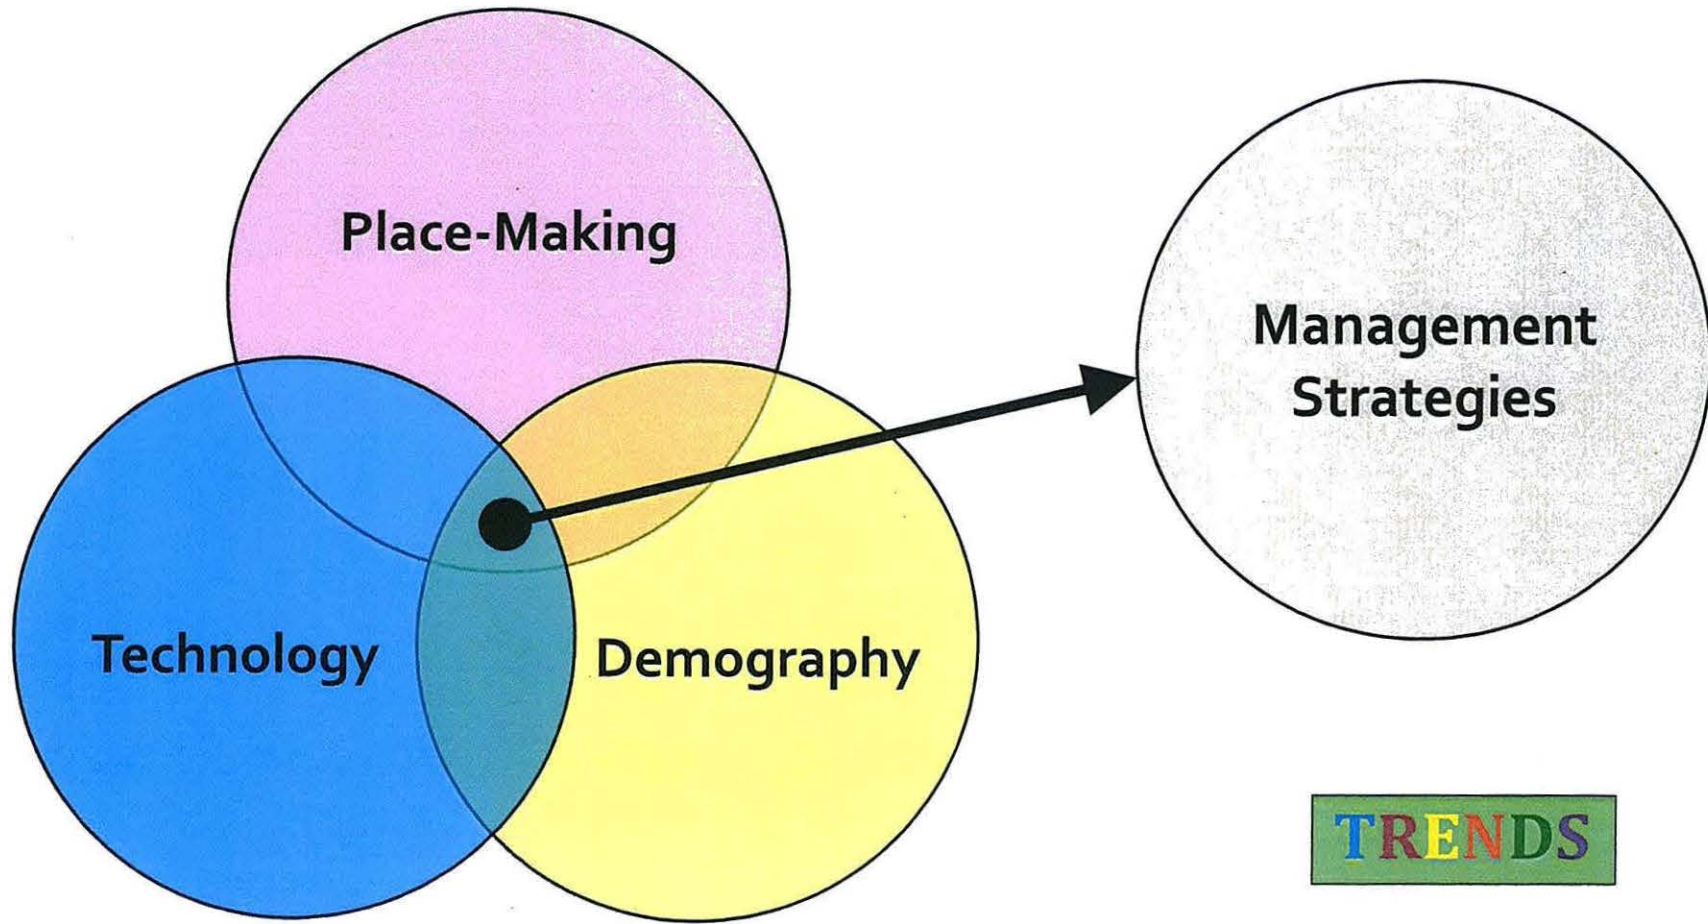 Place-Making
Management
Strategies
Technology
Demography
TRENDS